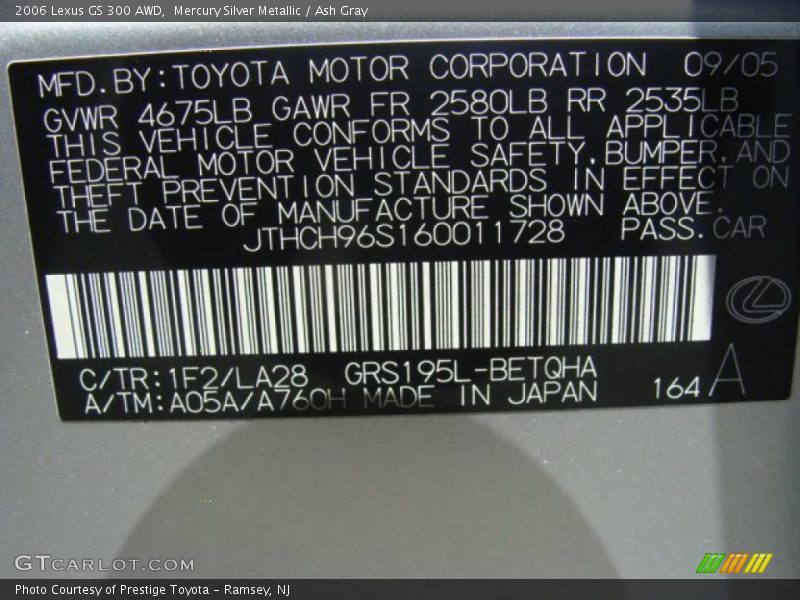 2006 Lexus GS 300 AWD, Mercury Silver Metallic / Ash Gray
MFD.BY:TOYOTA MOTOR CORPORATION 09/05
GVWR 4675LB GAWR FR 2580LB RR 2535LB
THIS VEHICLE CONFORMS TO ALL APPLICABLE
FEDERAL MOTOR VEHICLE SAFETY,BUMPER,AND
THEFT PREVENTION STANDARDS IN EFFECT ON
THE DATE OF MANUFACTURE SHOWN ABOVE.
JTHCH96S160011728 PASS.CAR
C/TR:1F2/LA28 GRS195L-BETQHA
A/TM:A05A/A760H MADE IN JAPAN 164 A
GTCARLOT.COM
Photo Courtesy of Prestige Toyota - Ramsey, NJ